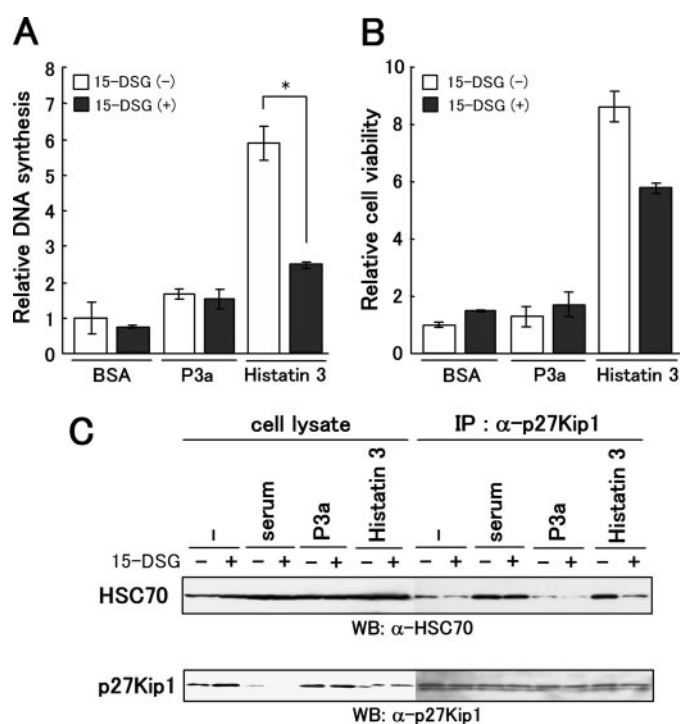 A
Relative DNA synthesis
8
7
6
5
4
3
2
1
0
15-DSG (-)
15-DSG (+)
*
BSA
P3a
Histatin 3
B
Relative cell viability
10
8
6
4
2
0
15-DSG (-)
15-DSG (+)
BSA
P3a
Histatin 3
C
cell lysate
IP : α-p27Kip1
– serum P3a Histatin 3 – serum P3a Histatin 3
15-DSG – + – + – + – + – + – + – + – +
HSC70
WB: α-HSC70
p27Kip1
WB: α-p27Kip1